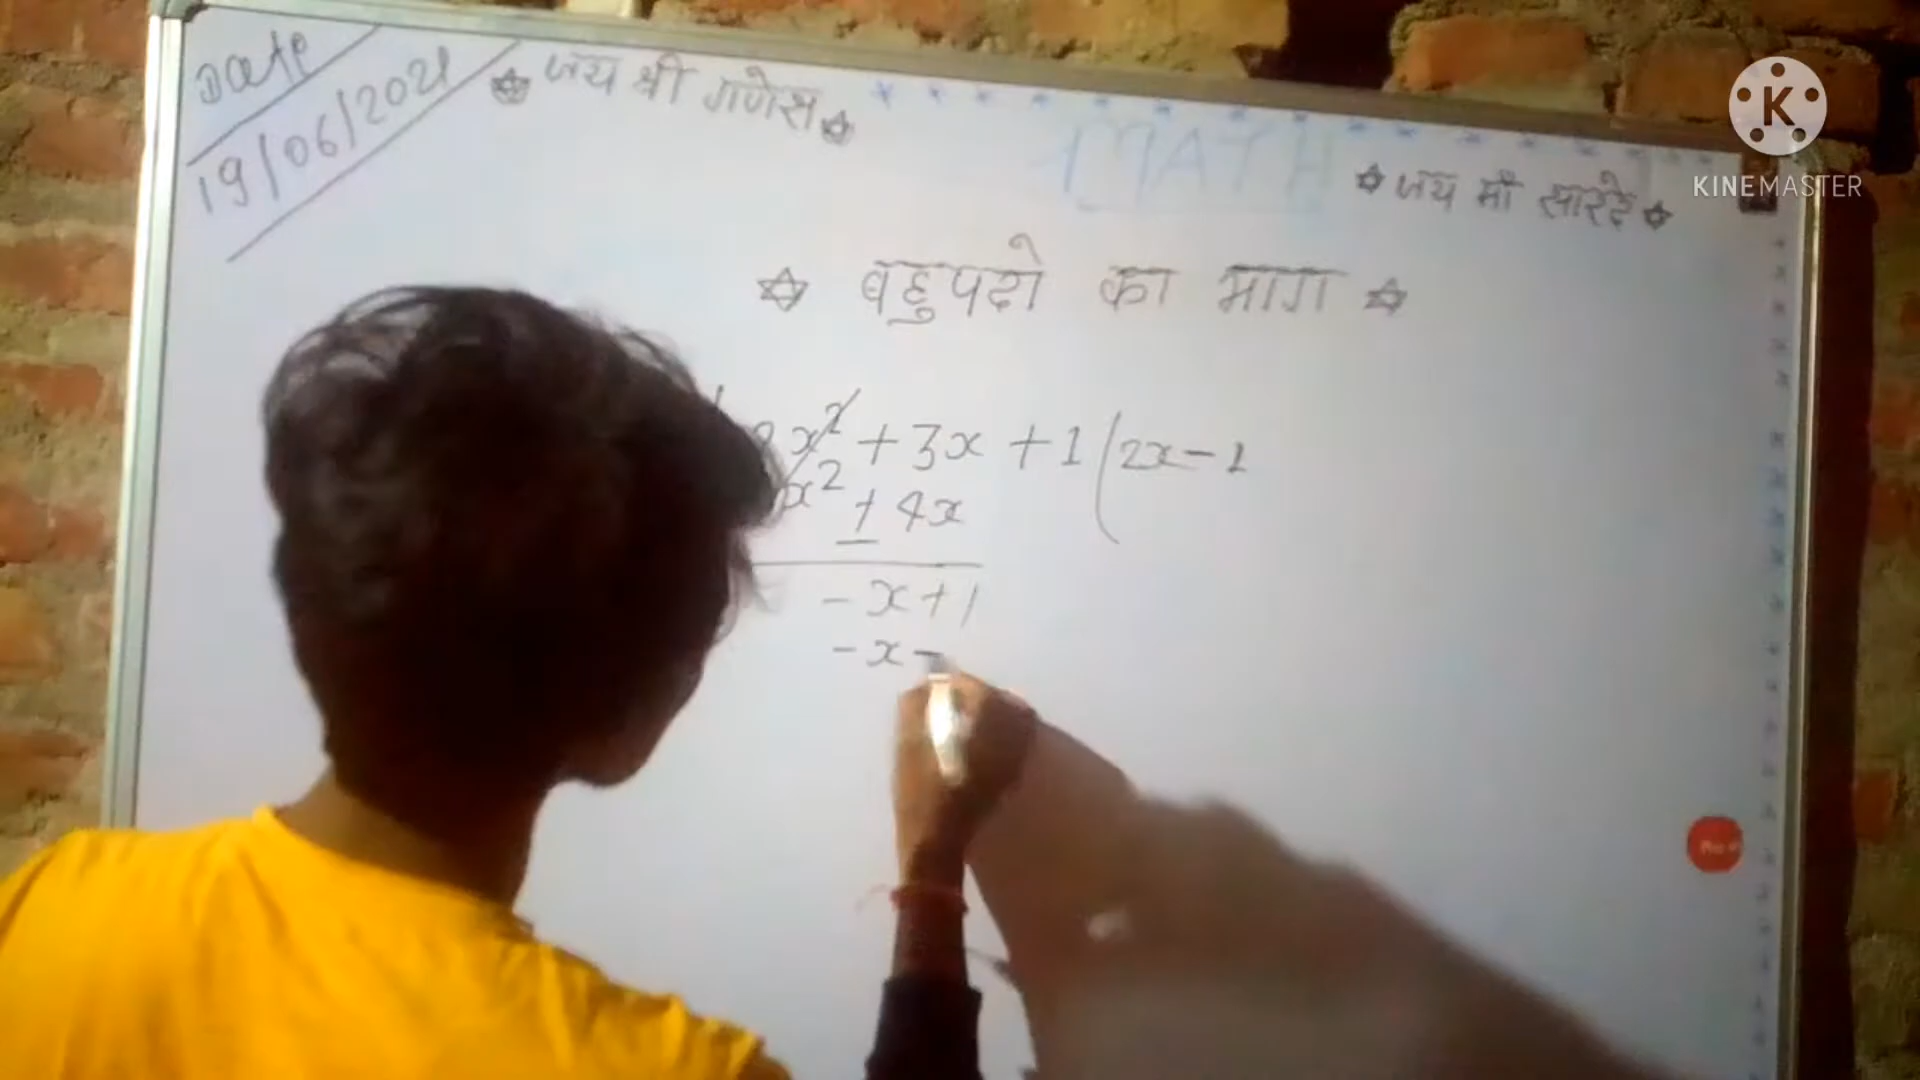 Date
19/06/2021
जय श्री गणेस
MATH
जय माँ सारदे
KINEMASTER
बहुपदो का भाग
2x² + 3x + 1 ( 2x - 1
x² + 4x
- x + 1
- x -